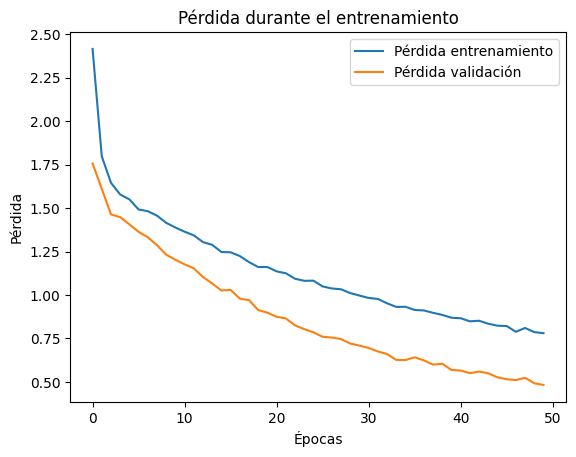 Pérdida durante el entrenamiento
2.50
2.25
2.00
1.75
1.50
1.25
1.00
0.75
0.50
Pérdida
Pérdida entrenamiento
Pérdida validación
0 10 20 30 40 50
Épocas